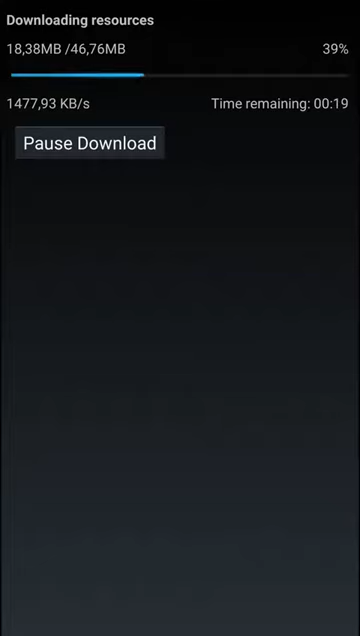 Downloading resources
18,38MB /46,76MB 39%
1477,93 KB/s Time remaining: 00:19
Pause Download